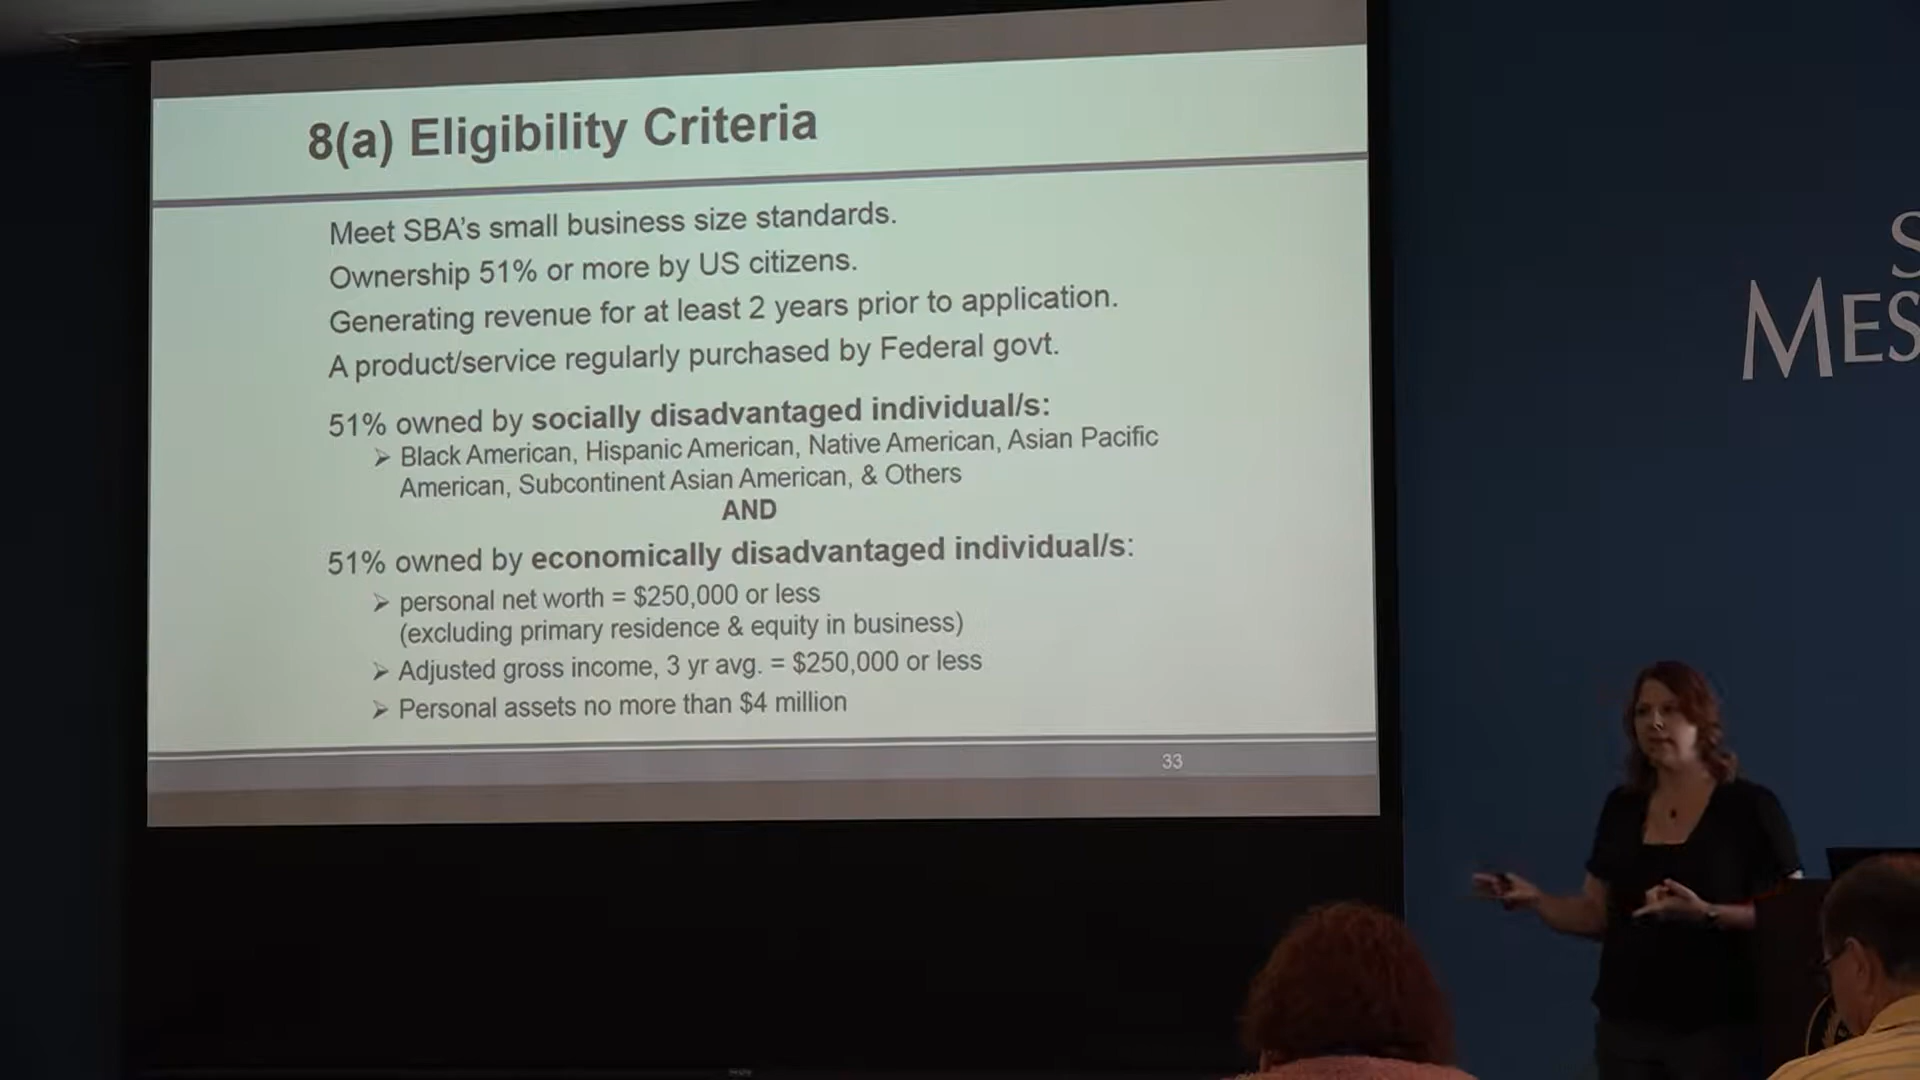 8(a) Eligibility Criteria
Meet SBA's small business size standards.
Ownership 51% or more by US citizens.
Generating revenue for at least 2 years prior to application.
A product/service regularly purchased by Federal govt.
51% owned by socially disadvantaged individual/s:
➢ Black American, Hispanic American, Native American, Asian Pacific
American, Subcontinent Asian American, & Others
AND
51% owned by economically disadvantaged individual/s:
➢ personal net worth = $250,000 or less
(excluding primary residence & equity in business)
➢ Adjusted gross income, 3 yr avg. = $250,000 or less
➢ Personal assets no more than $4 million
33
S
MES